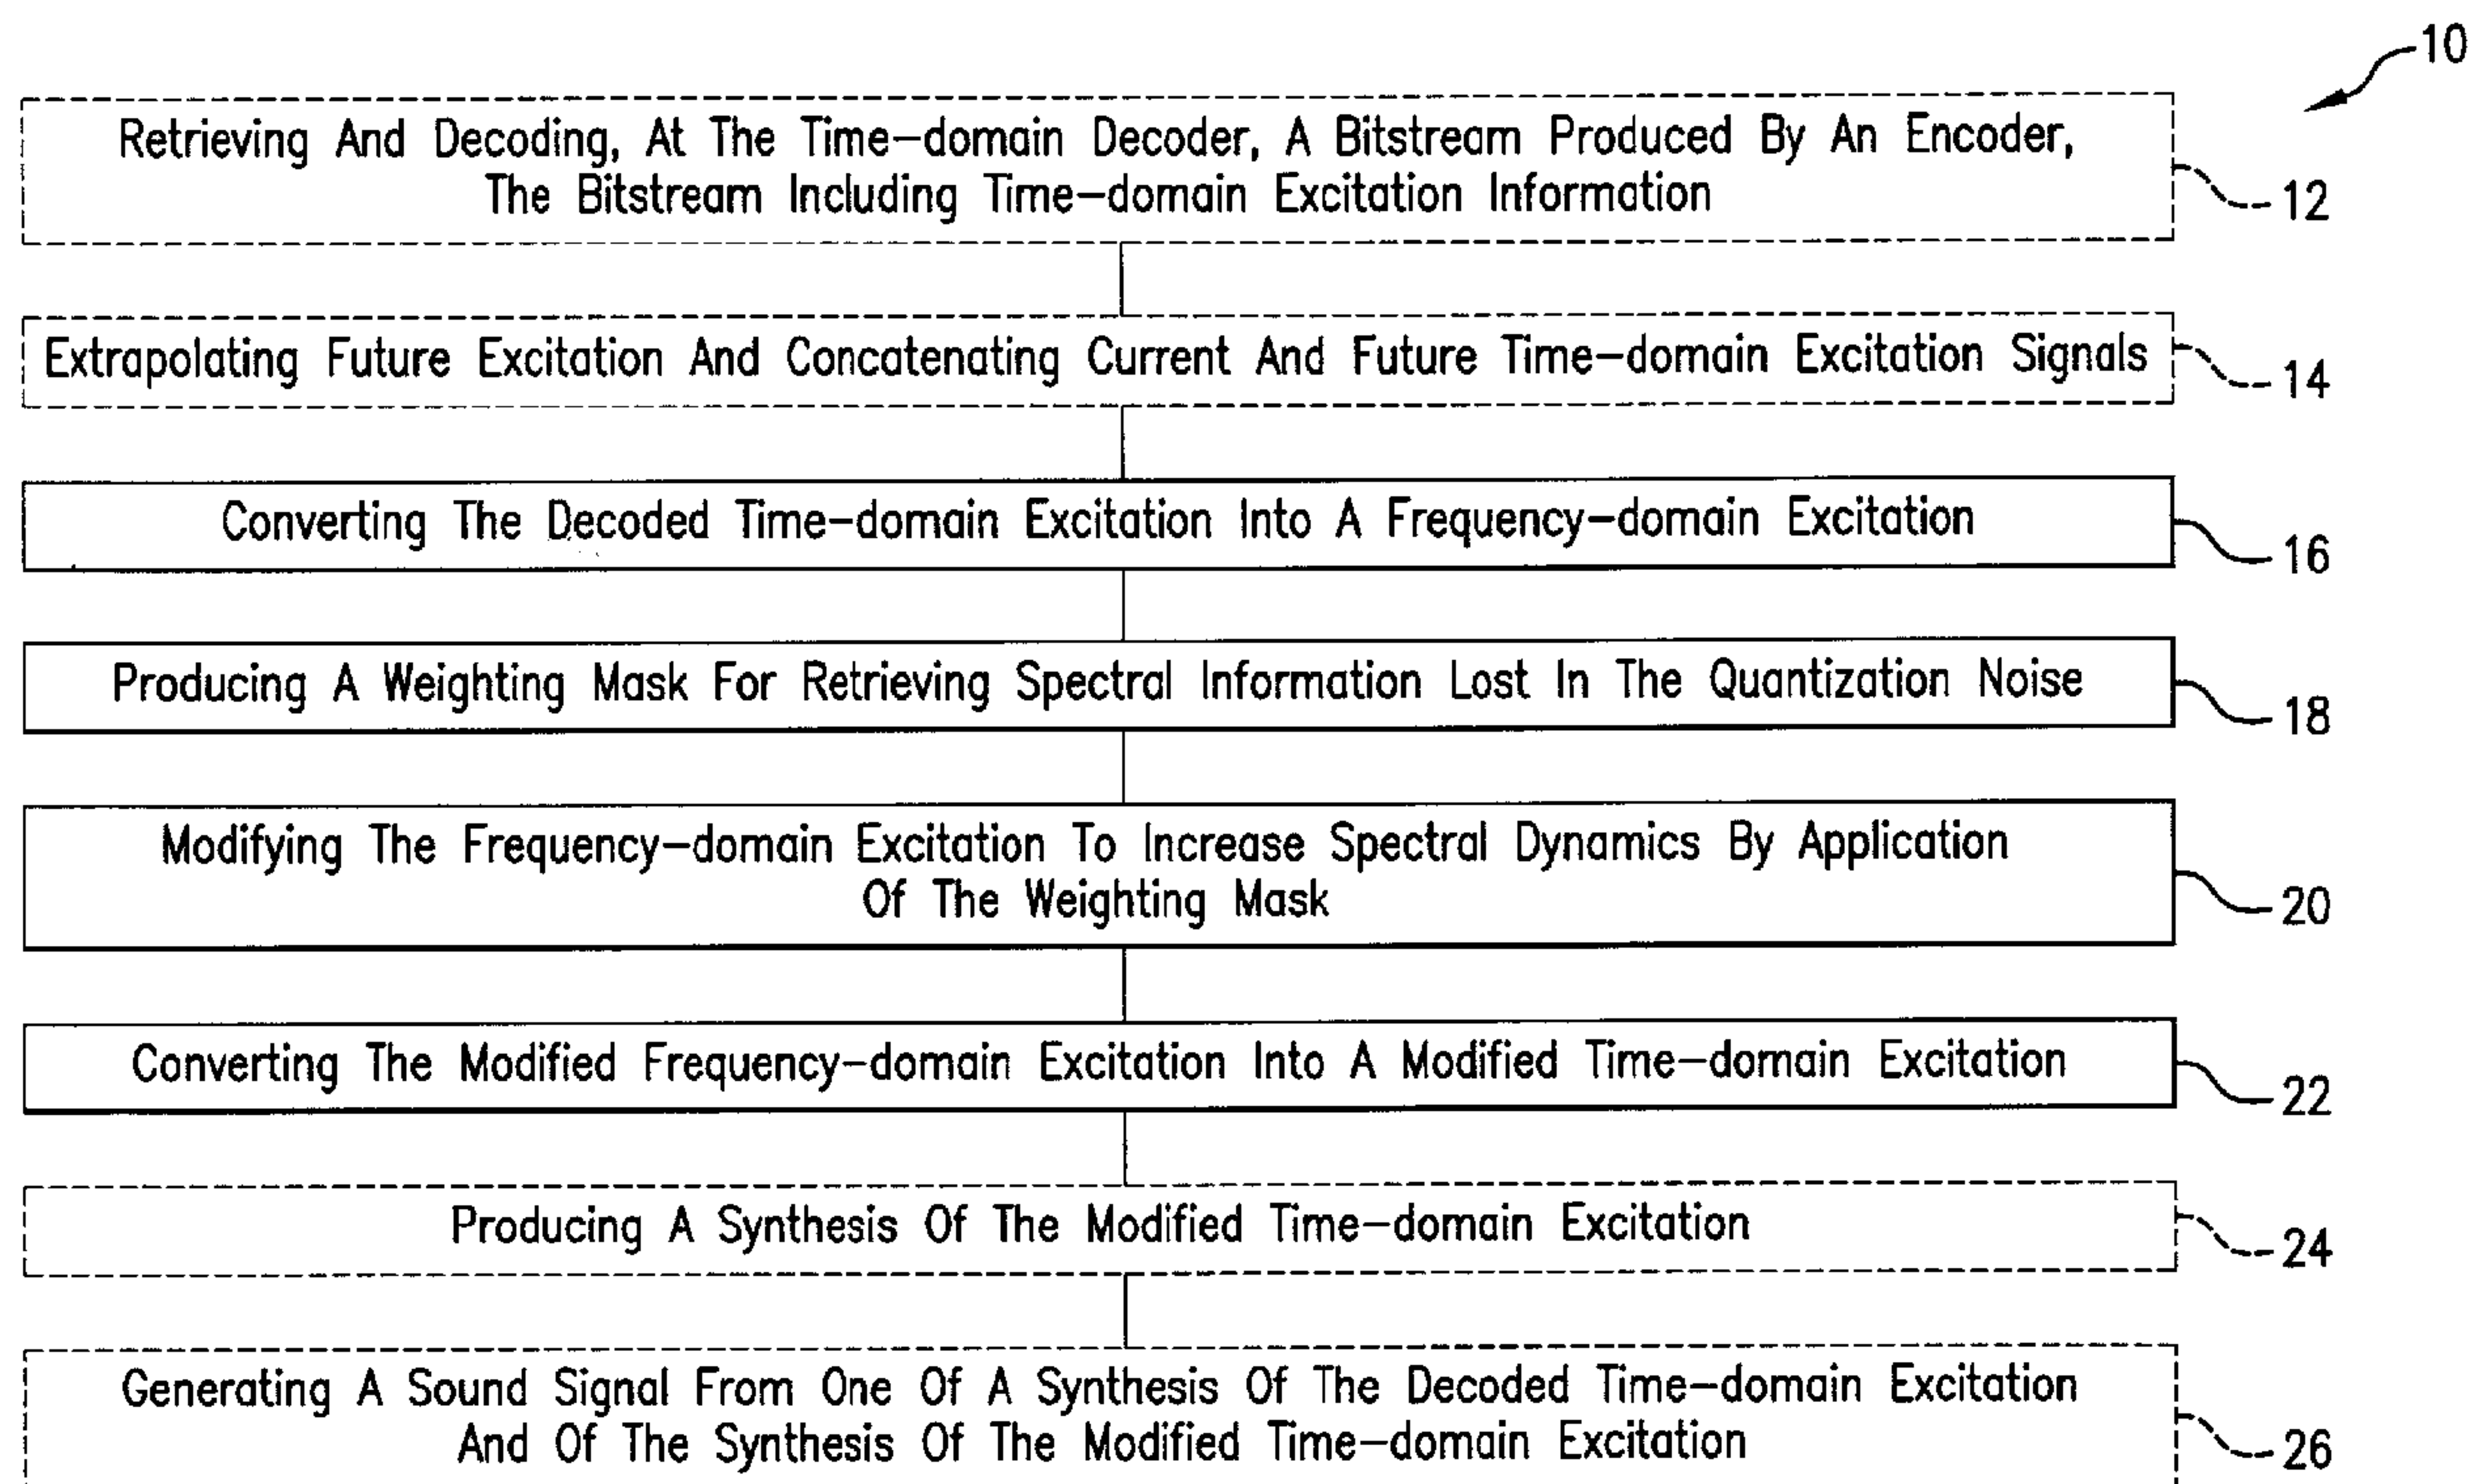 10
Retrieving And Decoding, At The Time-domain Decoder, A Bitstream Produced By An Encoder,
The Bitstream Including Time-domain Excitation Information
12
Extrapolating Future Excitation And Concatenating Current And Future Time-domain Excitation Signals
14
Converting The Decoded Time-domain Excitation Into A Frequency-domain Excitation
16
Producing A Weighting Mask For Retrieving Spectral Information Lost In The Quantization Noise
18
Modifying The Frequency-domain Excitation To Increase Spectral Dynamics By Application
Of The Weighting Mask
20
Converting The Modified Frequency-domain Excitation Into A Modified Time-domain Excitation
22
Producing A Synthesis Of The Modified Time-domain Excitation
24
Generating A Sound Signal From One Of A Synthesis Of The Decoded Time-domain Excitation
And Of The Synthesis Of The Modified Time-domain Excitation
26